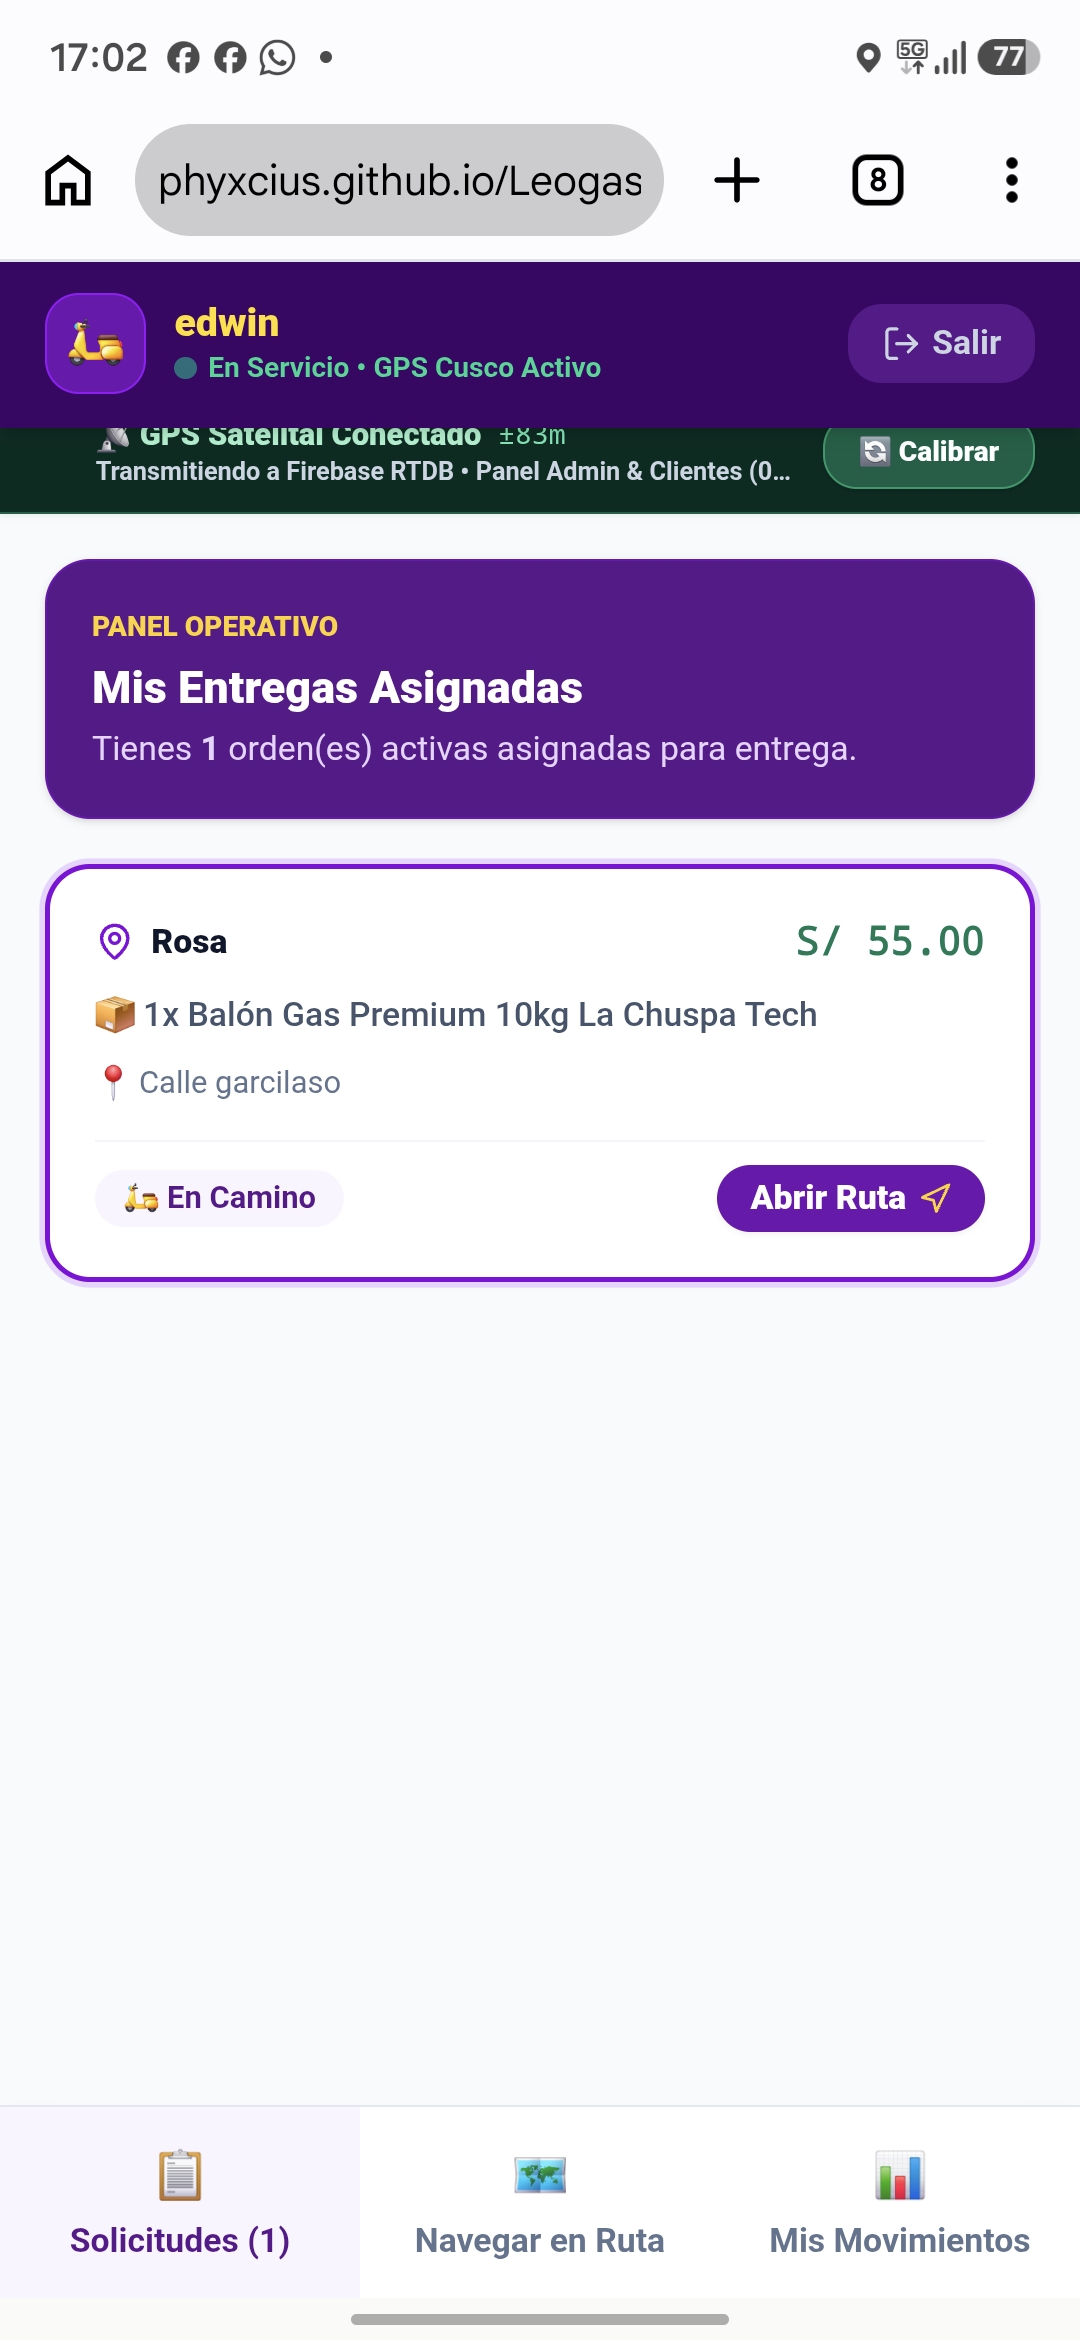 17:02
5G
77
phyxcius.github.io/Leogas
8
edwin
En Servicio • GPS Cusco Activo
Salir
GPS Satelital Conectado ±83m
Transmitiendo a Firebase RTDB • Panel Admin & Clientes (0…
Calibrar
PANEL OPERATIVO
Mis Entregas Asignadas
Tienes 1 orden(es) activas asignadas para entrega.
Rosa
S/ 55.00
1x Balón Gas Premium 10kg La Chuspa Tech
Calle garcilaso
En Camino
Abrir Ruta
Solicitudes (1)
Navegar en Ruta
Mis Movimientos